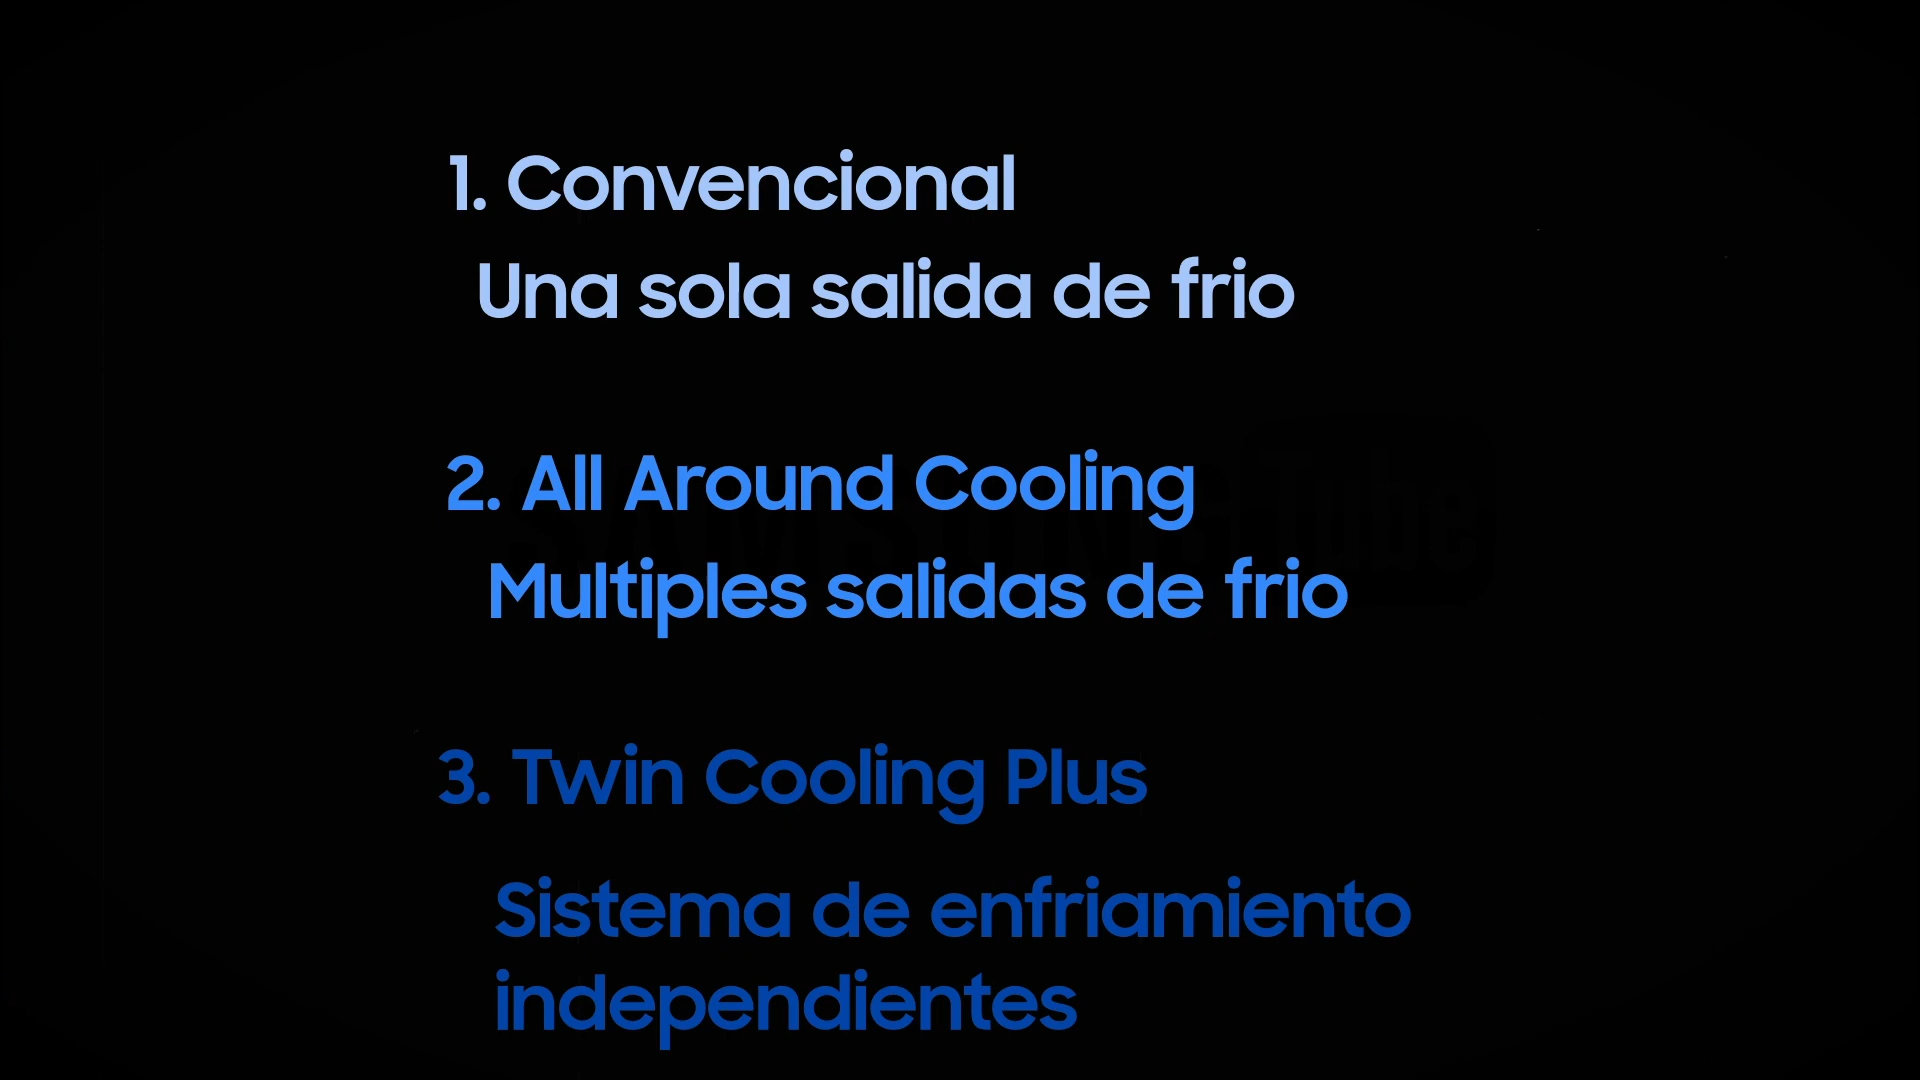 1. Convencional
Una sola salida de frio
2. All Around Cooling
Multiples salidas de frio
3. Twin Cooling Plus
Sistema de enfriamiento
independientes